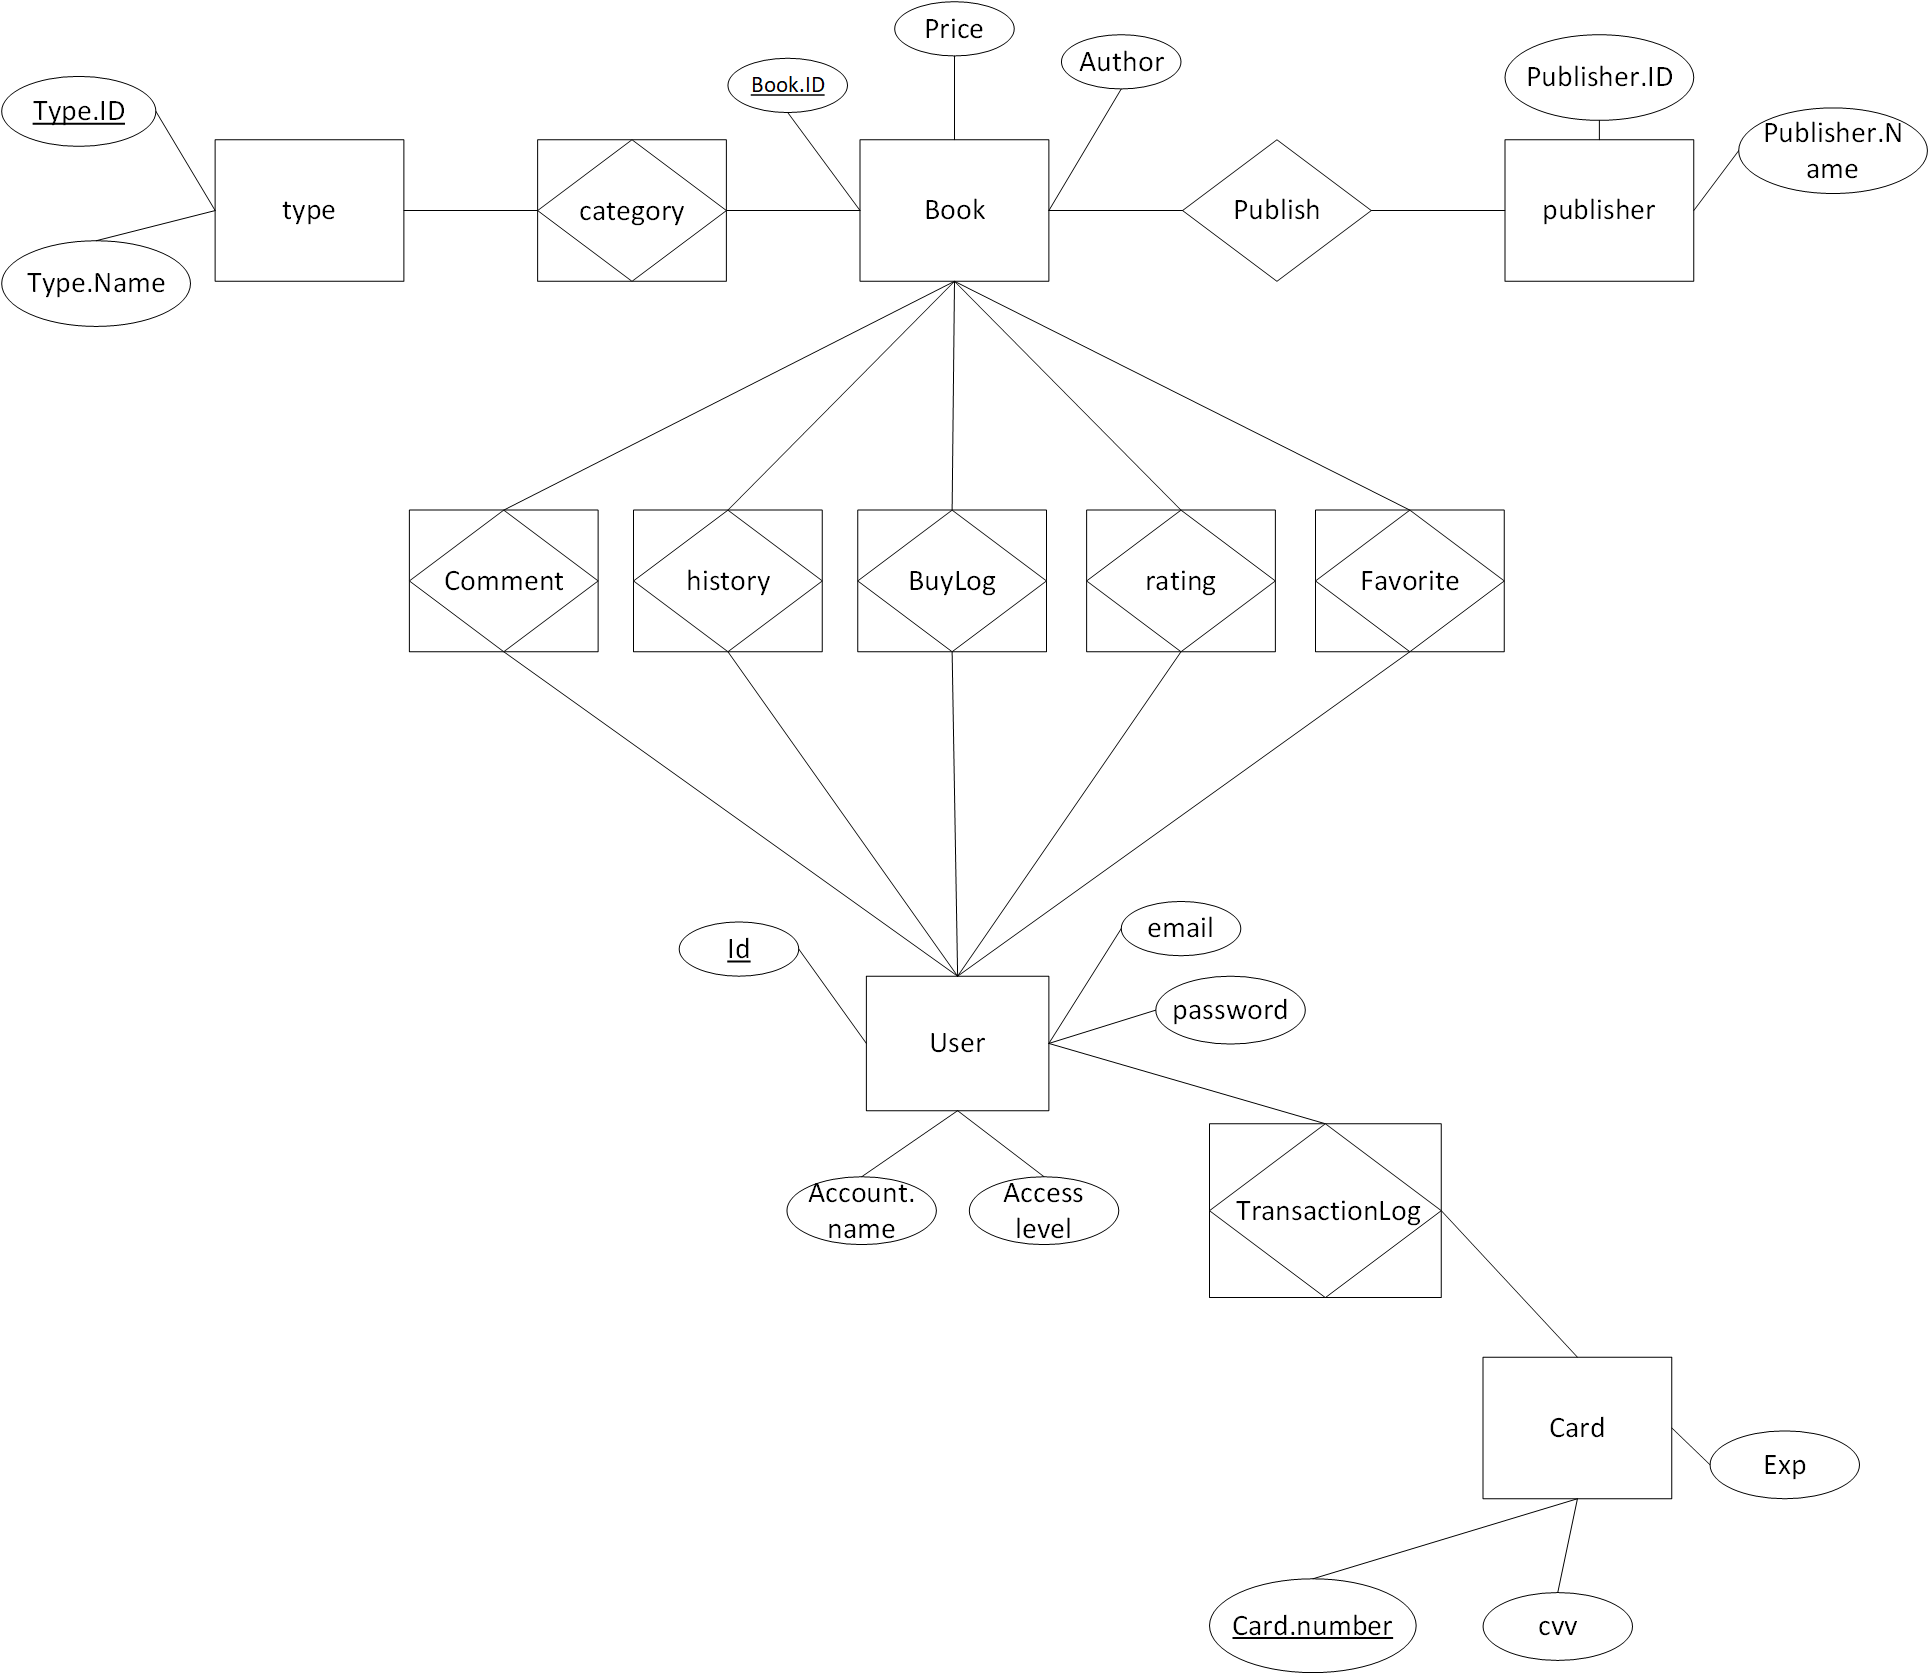 Price
Author
Book.ID
Publisher.ID
Type.ID
Publisher.N
ame
type
category
Book
Publish
publisher
Type.Name
Comment
history
BuyLog
rating
Favorite
email
Id
password
User
Account.
name
Access
level
TransactionLog
Card
Exp
Card.number
cvv